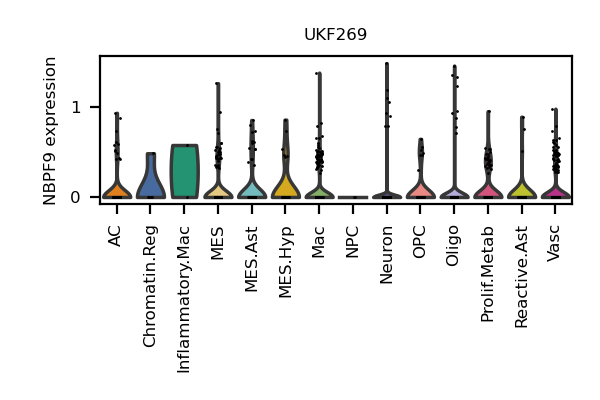 UKF269
NBPF9 expression
1
0
AC
Chromatin.Reg
Inflammatory.Mac
MES
MES.Ast
MES.Hyp
Mac
NPC
Neuron
OPC
Oligo
Prolif.Metab
Reactive.Ast
Vasc